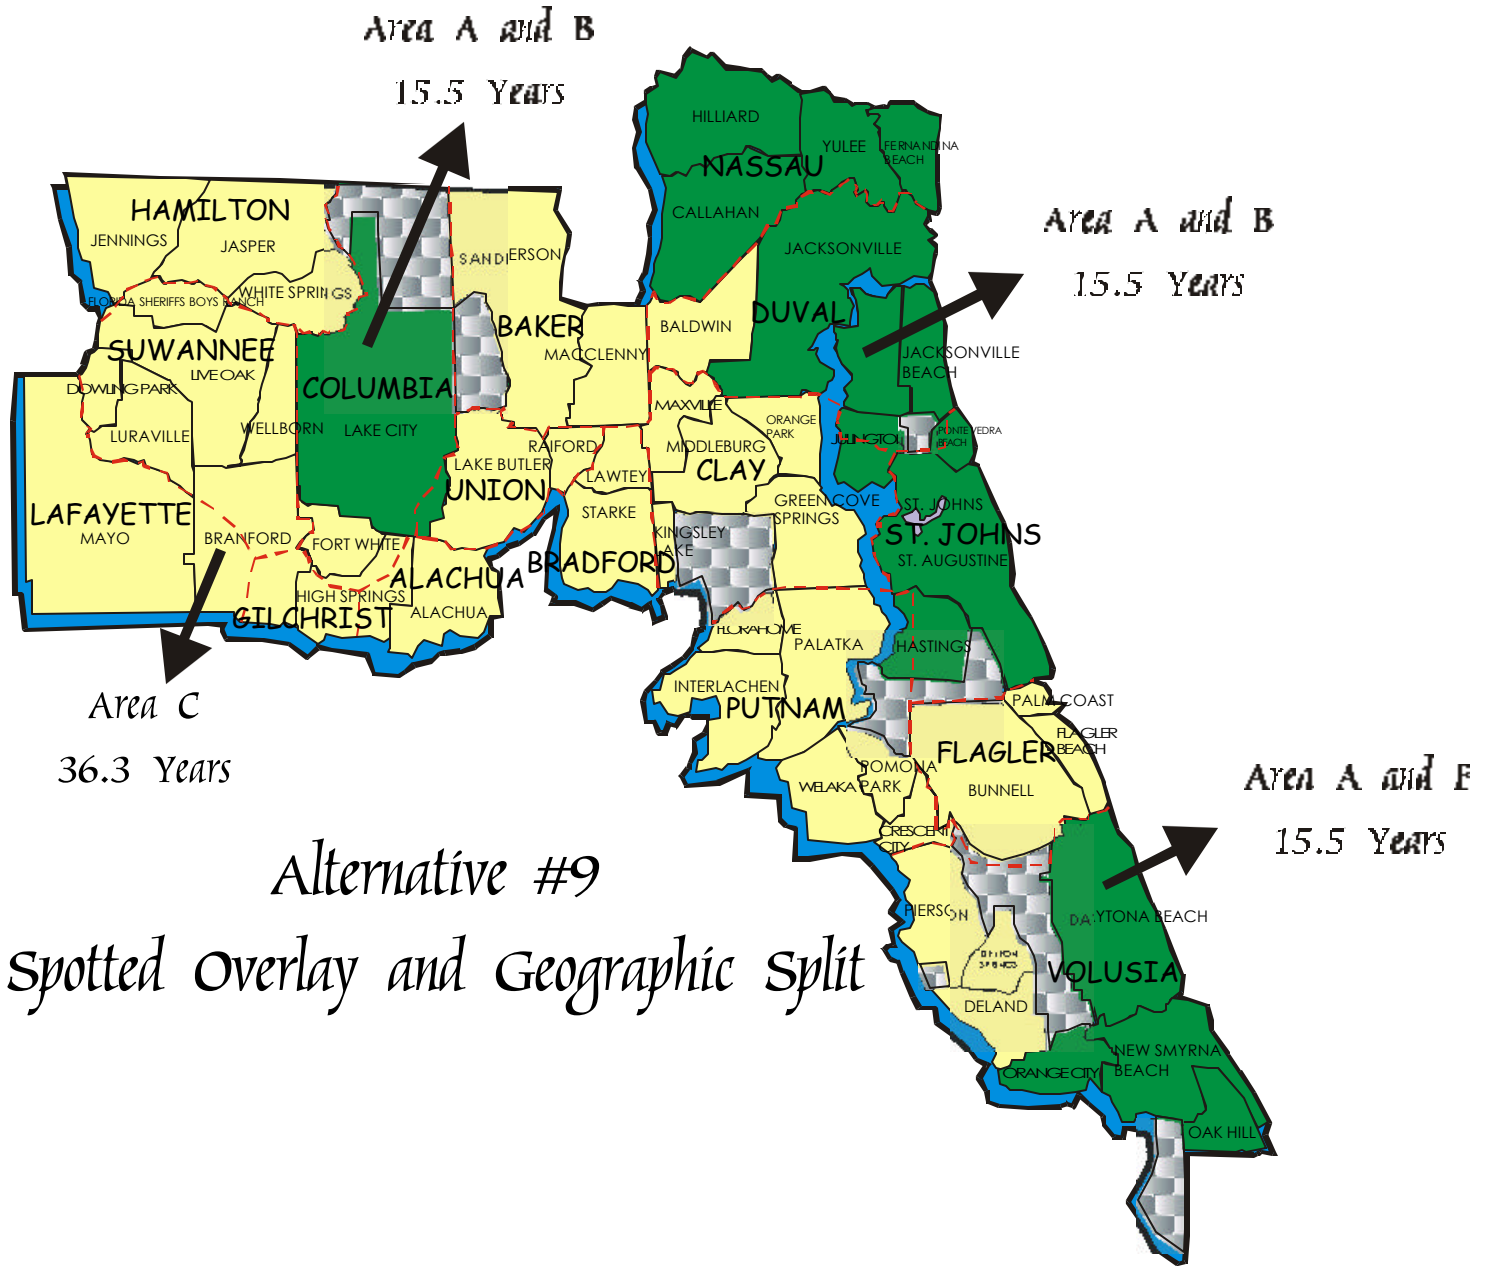 Area A and B
15.5 Years
HILLIARD
YULEE
FERNANDINA
BEACH
NASSAU
CALLAHAN
Area A and B
15.5 Years
HAMILTON
JENNINGS
JASPER
SANDERSON
JACKSONVILLE
FLORIDA SHERIFFS BOYS RANCH
WHITE SPRINGS
DUVAL
BAKER
BALDWIN
SUWANNEE
MACCLENNY
JACKSONVILLE
BEACH
LIVE OAK
DOWLING PARK
COLUMBIA
MAXVILLE
ORANGE
PARK
LURAVILLE
WELLBORN
LAKE CITY
RAIFORD
MIDDLEBURG
JULINGTON
PONTE VEDRA
BEACH
LAKE BUTLER
LAWTEY
CLAY
UNION
GREEN COVE
SPRINGS
ST. JOHNS
LAFAYETTE
MAYO
STARKE
BRANFORD
FORT WHITE
KINGSLEY
LAKE
ST. JOHNS
ST. AUGUSTINE
BRADFORD
ALACHUA
HIGH SPRINGS
GILCHRIST
ALACHUA
FLORAHOME
PALATKA
HASTINGS
INTERLACHEN
PUTNAM
PALM COAST
Area C
36.3 Years
FLAGLER
BEACH
FLAGLER
POMONA
PARK
WELAKA
BUNNELL
Area A and B
15.5 Years
CRESCENT
CITY
Alternative #9
Spotted Overlay and Geographic Split
PIERSON
DAYTONA BEACH
DELTON
SPRINGS
VOLUSIA
DELAND
NEW SMYRNA
BEACH
ORANGE CITY
OAK HILL